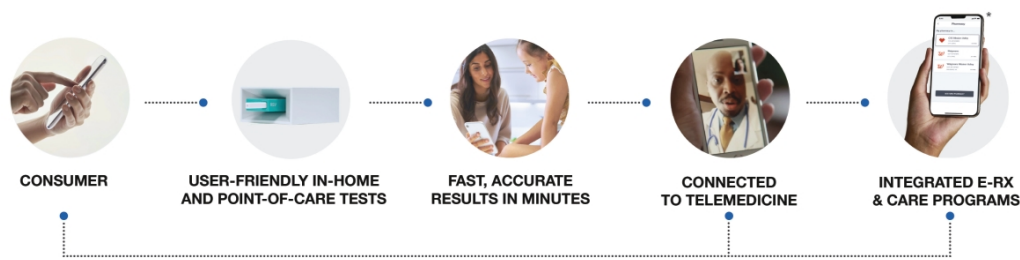 *
CONSUMER
USER-FRIENDLY IN-HOME
AND POINT-OF-CARE TESTS
FAST, ACCURATE
RESULTS IN MINUTES
CONNECTED
TO TELEMEDICINE
INTEGRATED E-RX
& CARE PROGRAMS